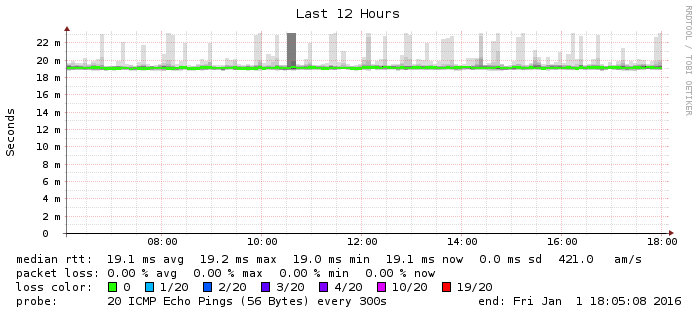 Last 12 Hours
RRDTOOL / TOBI OETIKER
Seconds
22 m
20 m
18 m
16 m
14 m
12 m
10 m
8 m
6 m
4 m
2 m
0
08:00 10:00 12:00 14:00 16:00 18:00
median rtt: 19.1 ms avg 19.2 ms max 19.0 ms min 19.1 ms now 0.0 ms sd 421.0 am/s
packet loss: 0.00 % avg 0.00 % max 0.00 % min 0.00 % now
loss color: 0 1/20 2/20 3/20 4/20 10/20 19/20
probe: 20 ICMP Echo Pings (56 Bytes) every 300s end: Fri Jan 1 18:05:08 2016